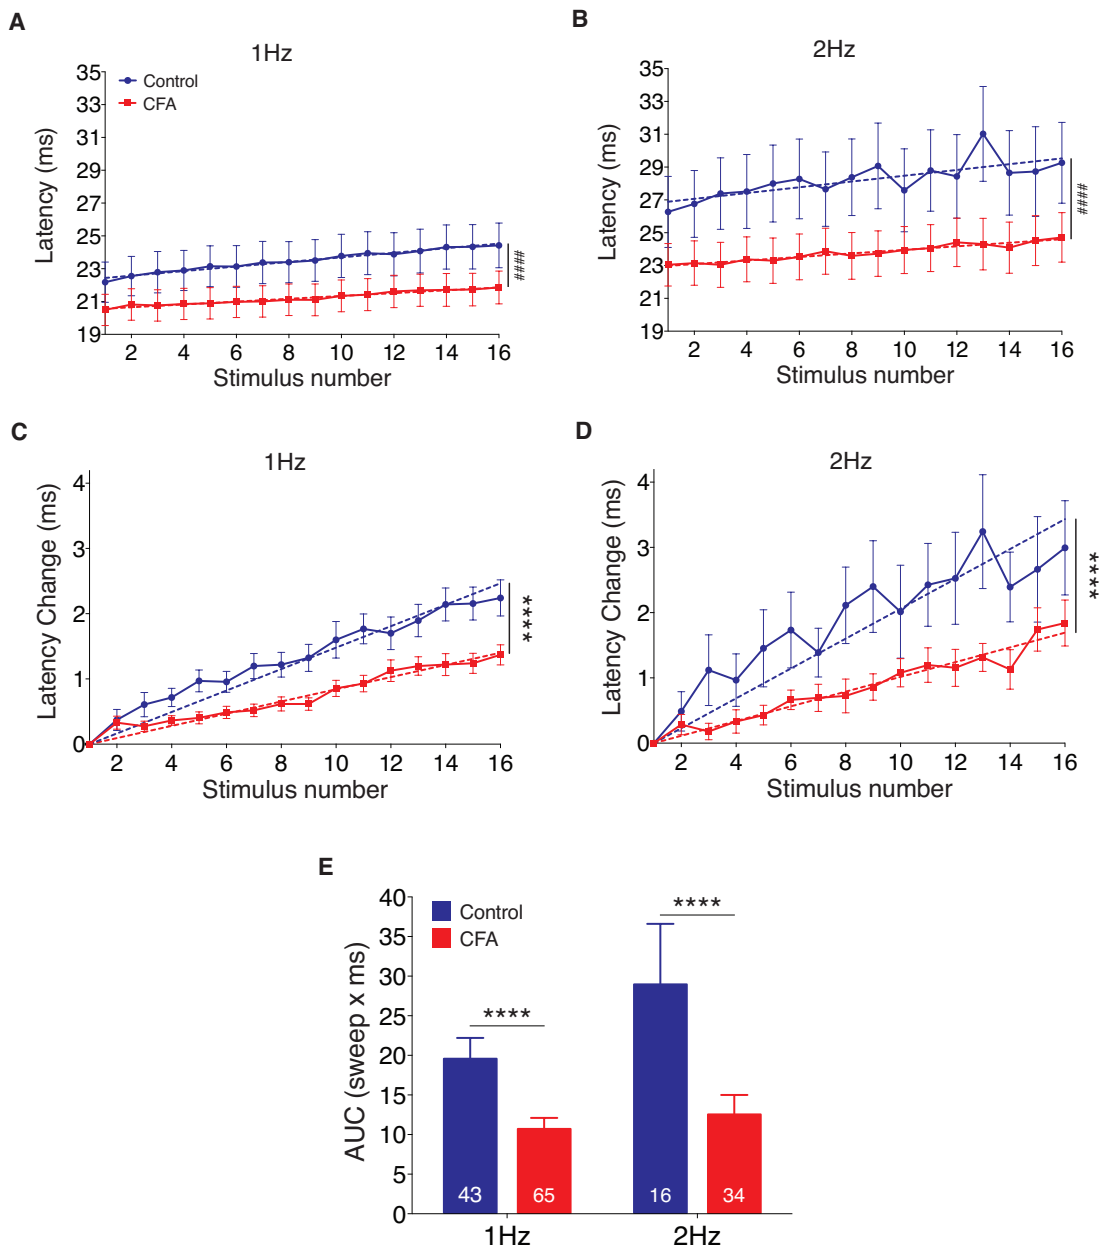 A
1Hz
Control
CFA
35
33
31
29
27
25
23
21
19
Latency (ms)
####
2 4 6 8 10 12 14 16
Stimulus number
B
2Hz
35
33
31
29
27
25
23
21
19
Latency (ms)
####
2 4 6 8 10 12 14 16
Stimulus number
C
1Hz
4
3
2
1
0
Latency Change (ms)
****
2 4 6 8 10 12 14 16
Stimulus number
D
2Hz
4
3
2
1
0
Latency Change (ms)
****
2 4 6 8 10 12 14 16
Stimulus number
E
Control
CFA
40
35
30
25
20
15
10
5
0
AUC (sweep x ms)
****
****
43 65 16 34
1Hz 2Hz